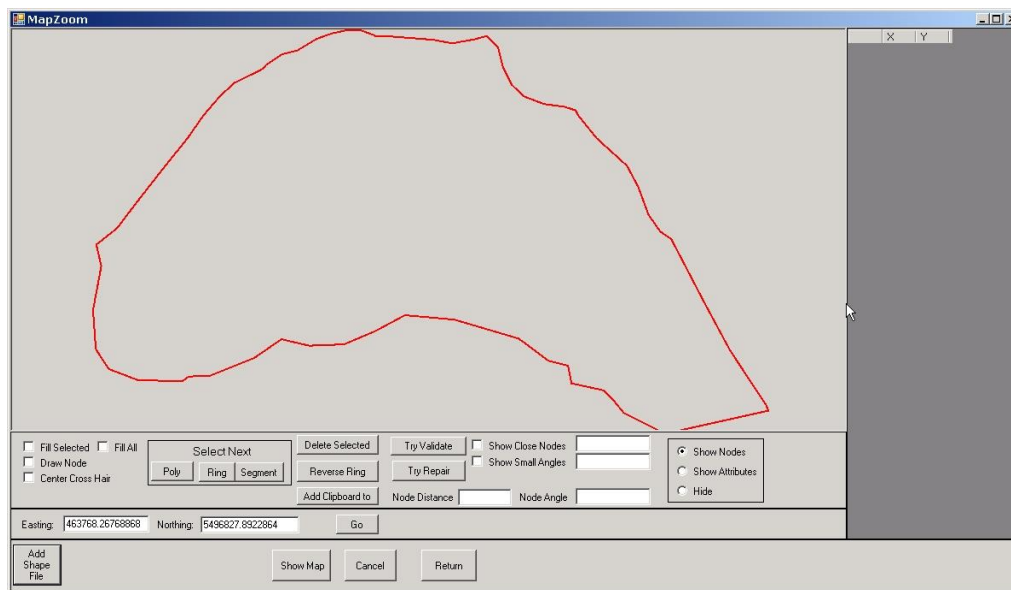 MapZoom
X Y
Fill Selected Fill All
Draw Node
Center Cross Hair
Select Next
Poly Ring Segment
Delete Selected
Reverse Ring
Add Clipboard to
Try Validate
Try Repair
Show Close Nodes
Show Small Angles
Node Distance Node Angle
Show Nodes
Show Attributes
Hide
Easting: 463768.26768868 Northing: 5496827.8922864 Go
Add
Shape
File
Show Map Cancel Return